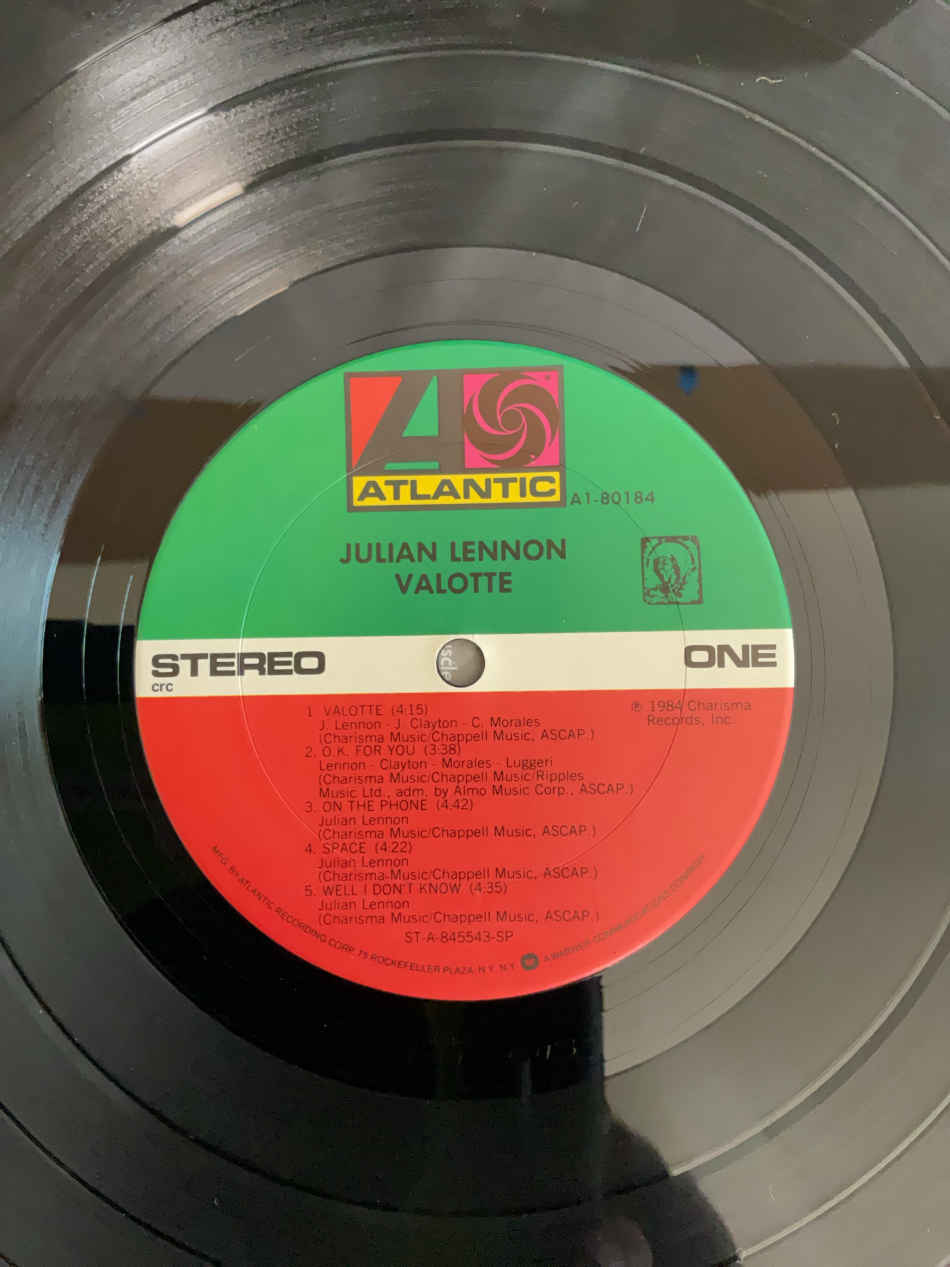 ATLANTIC
A1-80184
JULIAN LENNON
VALOTTE
STEREO
ONE
crc
℗ 1984 Charisma
Records, Inc.
1 VALOTTE (4:15)
J. Lennon - J. Clayton - C. Morales
(Charisma Music/Chappell Music, ASCAP.)
2. O.K. FOR YOU (3:38)
Lennon - Clayton - Morales - Luggeri
(Charisma Music/Chappell Music/Ripples
Music Ltd., adm. by Almo Music Corp., ASCAP.)
3. ON THE PHONE (4:42)
Julian Lennon
(Charisma Music/Chappell Music, ASCAP.)
4. SPACE (4:22)
Julian Lennon
(Charisma Music/Chappell Music, ASCAP.)
5. WELL I DON'T KNOW (4:35)
Julian Lennon
(Charisma Music/Chappell Music, ASCAP.)
ST-A-845543-SP
MFG. BY ATLANTIC RECORDING CORP., 75 ROCKEFELLER PLAZA, N.Y. N.Y. A WARNER COMMUNICATIONS COMPANY